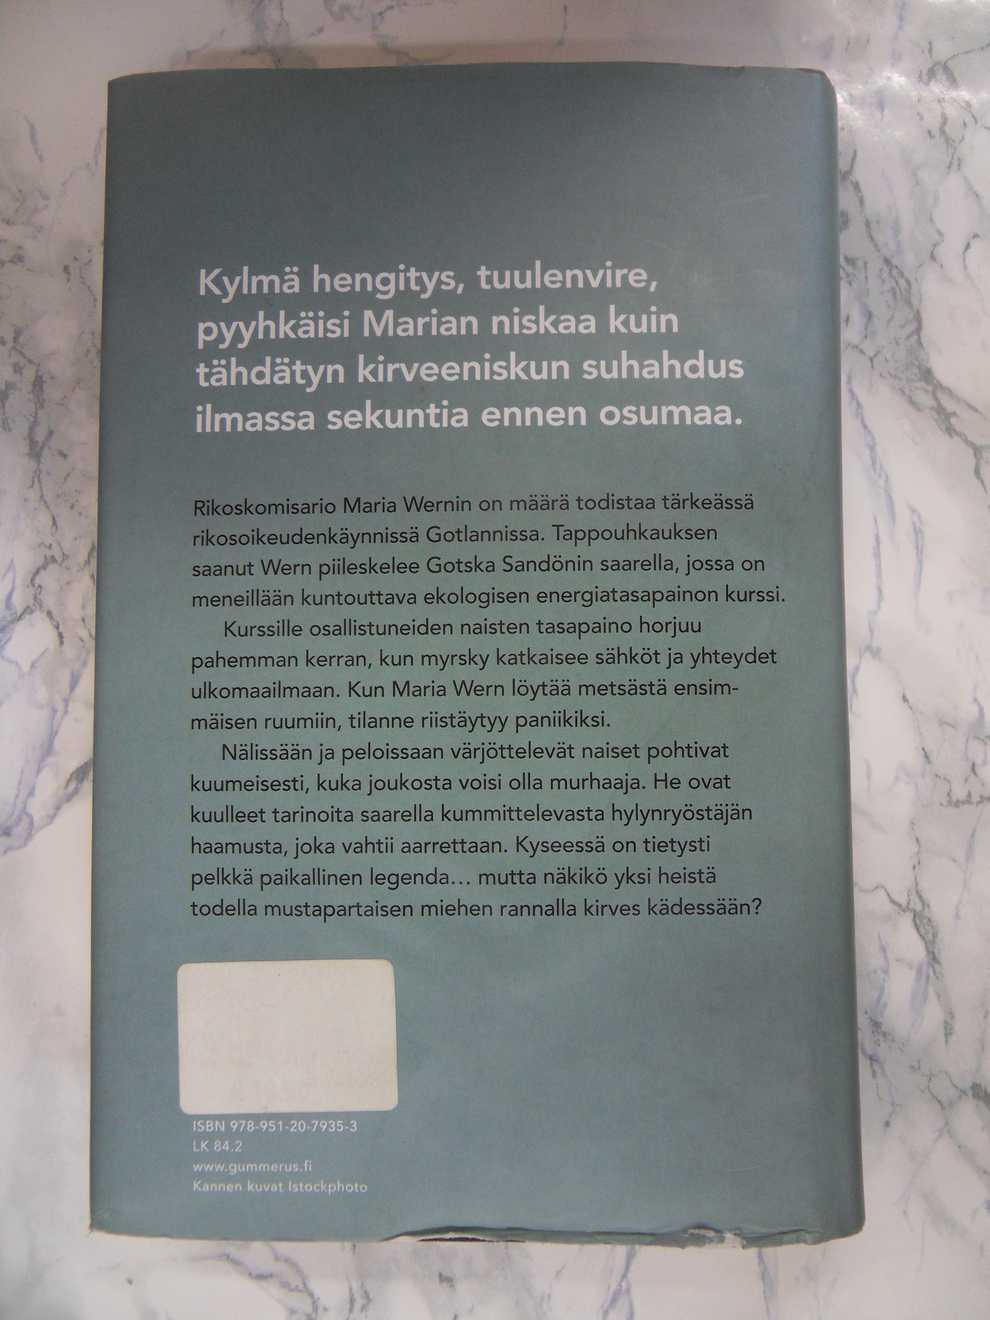 Kylmä hengitys, tuulenvire,
pyyhkäisi Marian niskaa kuin
tähdätyn kirveeniskun suhahdus
ilmassa sekuntia ennen osumaa.
Rikoskomisario Maria Wernin on määrä todistaa tärkeässä
rikosoikeudenkäynnissä Gotlannissa. Tappouhkauksen
saanut Wern piileskelee Gotska Sandönin saarella, jossa on
meneillään kuntouttava ekologisen energiatasapainon kurssi.
Kurssille osallistuneiden naisten tasapaino horjuu
pahemman kerran, kun myrsky katkaisee sähköt ja yhteydet
ulkomaailmaan. Kun Maria Wern löytää metsästä ensim-
mäisen ruumiin, tilanne riistäytyy paniikiksi.
Nälissään ja peloissaan värjöttelevät naiset pohtivat
kuumeisesti, kuka joukosta voisi olla murhaaja. He ovat
kuulleet tarinoita saarella kummittelevasta hylynryöstäjän
haamusta, joka vahtii aarrettaan. Kyseessä on tietysti
pelkkä paikallinen legenda... mutta näkikö yksi heistä
todella mustapartaisen miehen rannalla kirves kädessään?
ISBN 978-951-20-7935-3
LK 84.2
www.gummerus.fi
Kannen kuvat Istockphoto